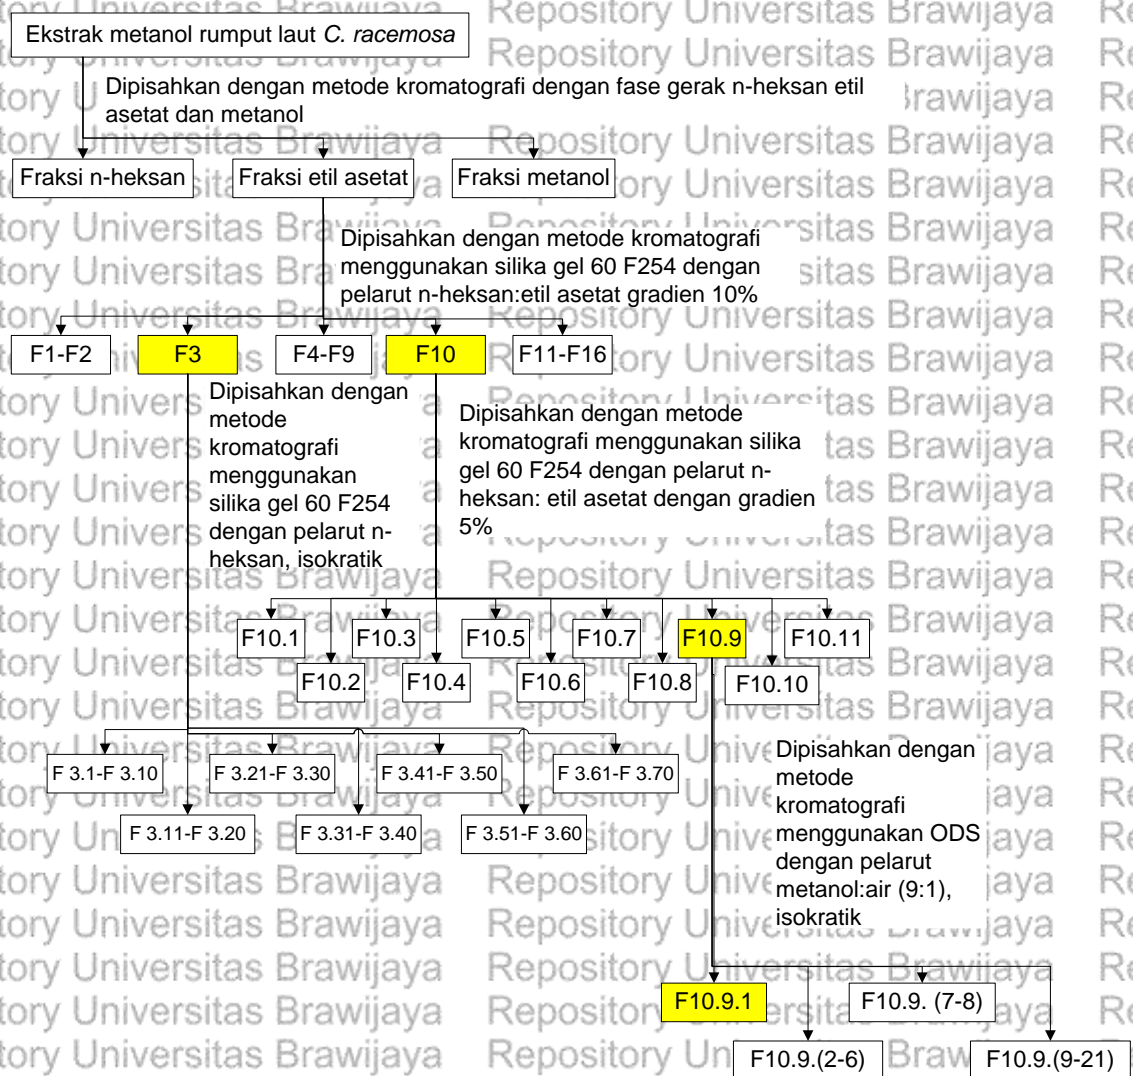 Ekstrak metanol rumput laut C. racemosa
Dipisahkan dengan metode kromatografi dengan fase gerak n-heksan etil
asetat dan metanol
Fraksi n-heksan
Fraksi etil asetat
Fraksi metanol
Dipisahkan dengan metode kromatografi
menggunakan silika gel 60 F254 dengan
pelarut n-heksan:etil asetat gradien 10%
F1-F2
F3
F4-F9
F10
F11-F16
Dipisahkan dengan
metode
kromatografi
menggunakan
silika gel 60 F254
dengan pelarut n-
heksan, isokratik
Dipisahkan dengan metode
kromatografi menggunakan silika
gel 60 F254 dengan pelarut n-
heksan: etil asetat dengan gradien
5%
F10.1
F10.3
F10.5
F10.7
F10.9
F10.11
F10.2
F10.4
F10.6
F10.8
F10.10
F 3.1-F 3.10
F 3.21-F 3.30
F 3.41-F 3.50
F 3.61-F 3.70
F 3.11-F 3.20
F 3.31-F 3.40
F 3.51-F 3.60
Dipisahkan dengan
metode
kromatografi
menggunakan ODS
dengan pelarut
metanol:air (9:1),
isokratik
F10.9.1
F10.9. (7-8)
F10.9.(2-6)
F10.9.(9-21)
Repository Universitas Brawijaya